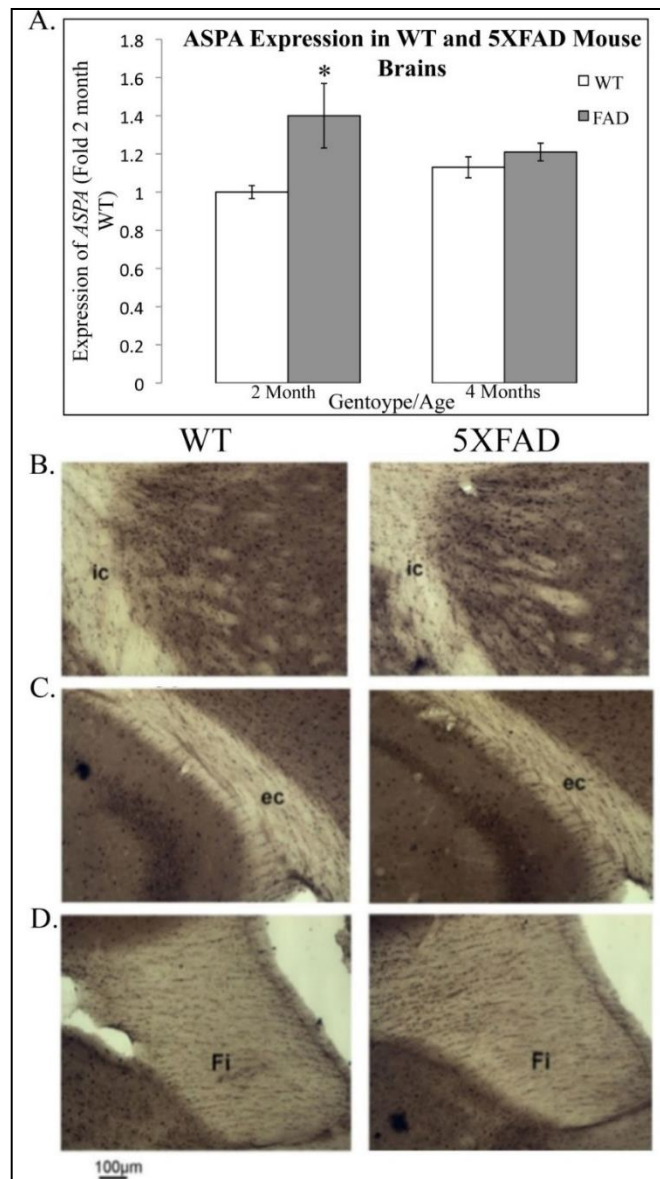 A.
ASPA Expression in WT and 5XFAD Mouse
Brains
1.8
1.6
1.4
1.2
1
0.8
0.6
0.4
0.2
0
Expression of ASPA (Fold 2 month
WT)
*
WT
FAD
2 Month
4 Months
Gentoype/Age
WT
5XFAD
B.
ic
ic
C.
ec
ec
D.
Fi
Fi
100µm